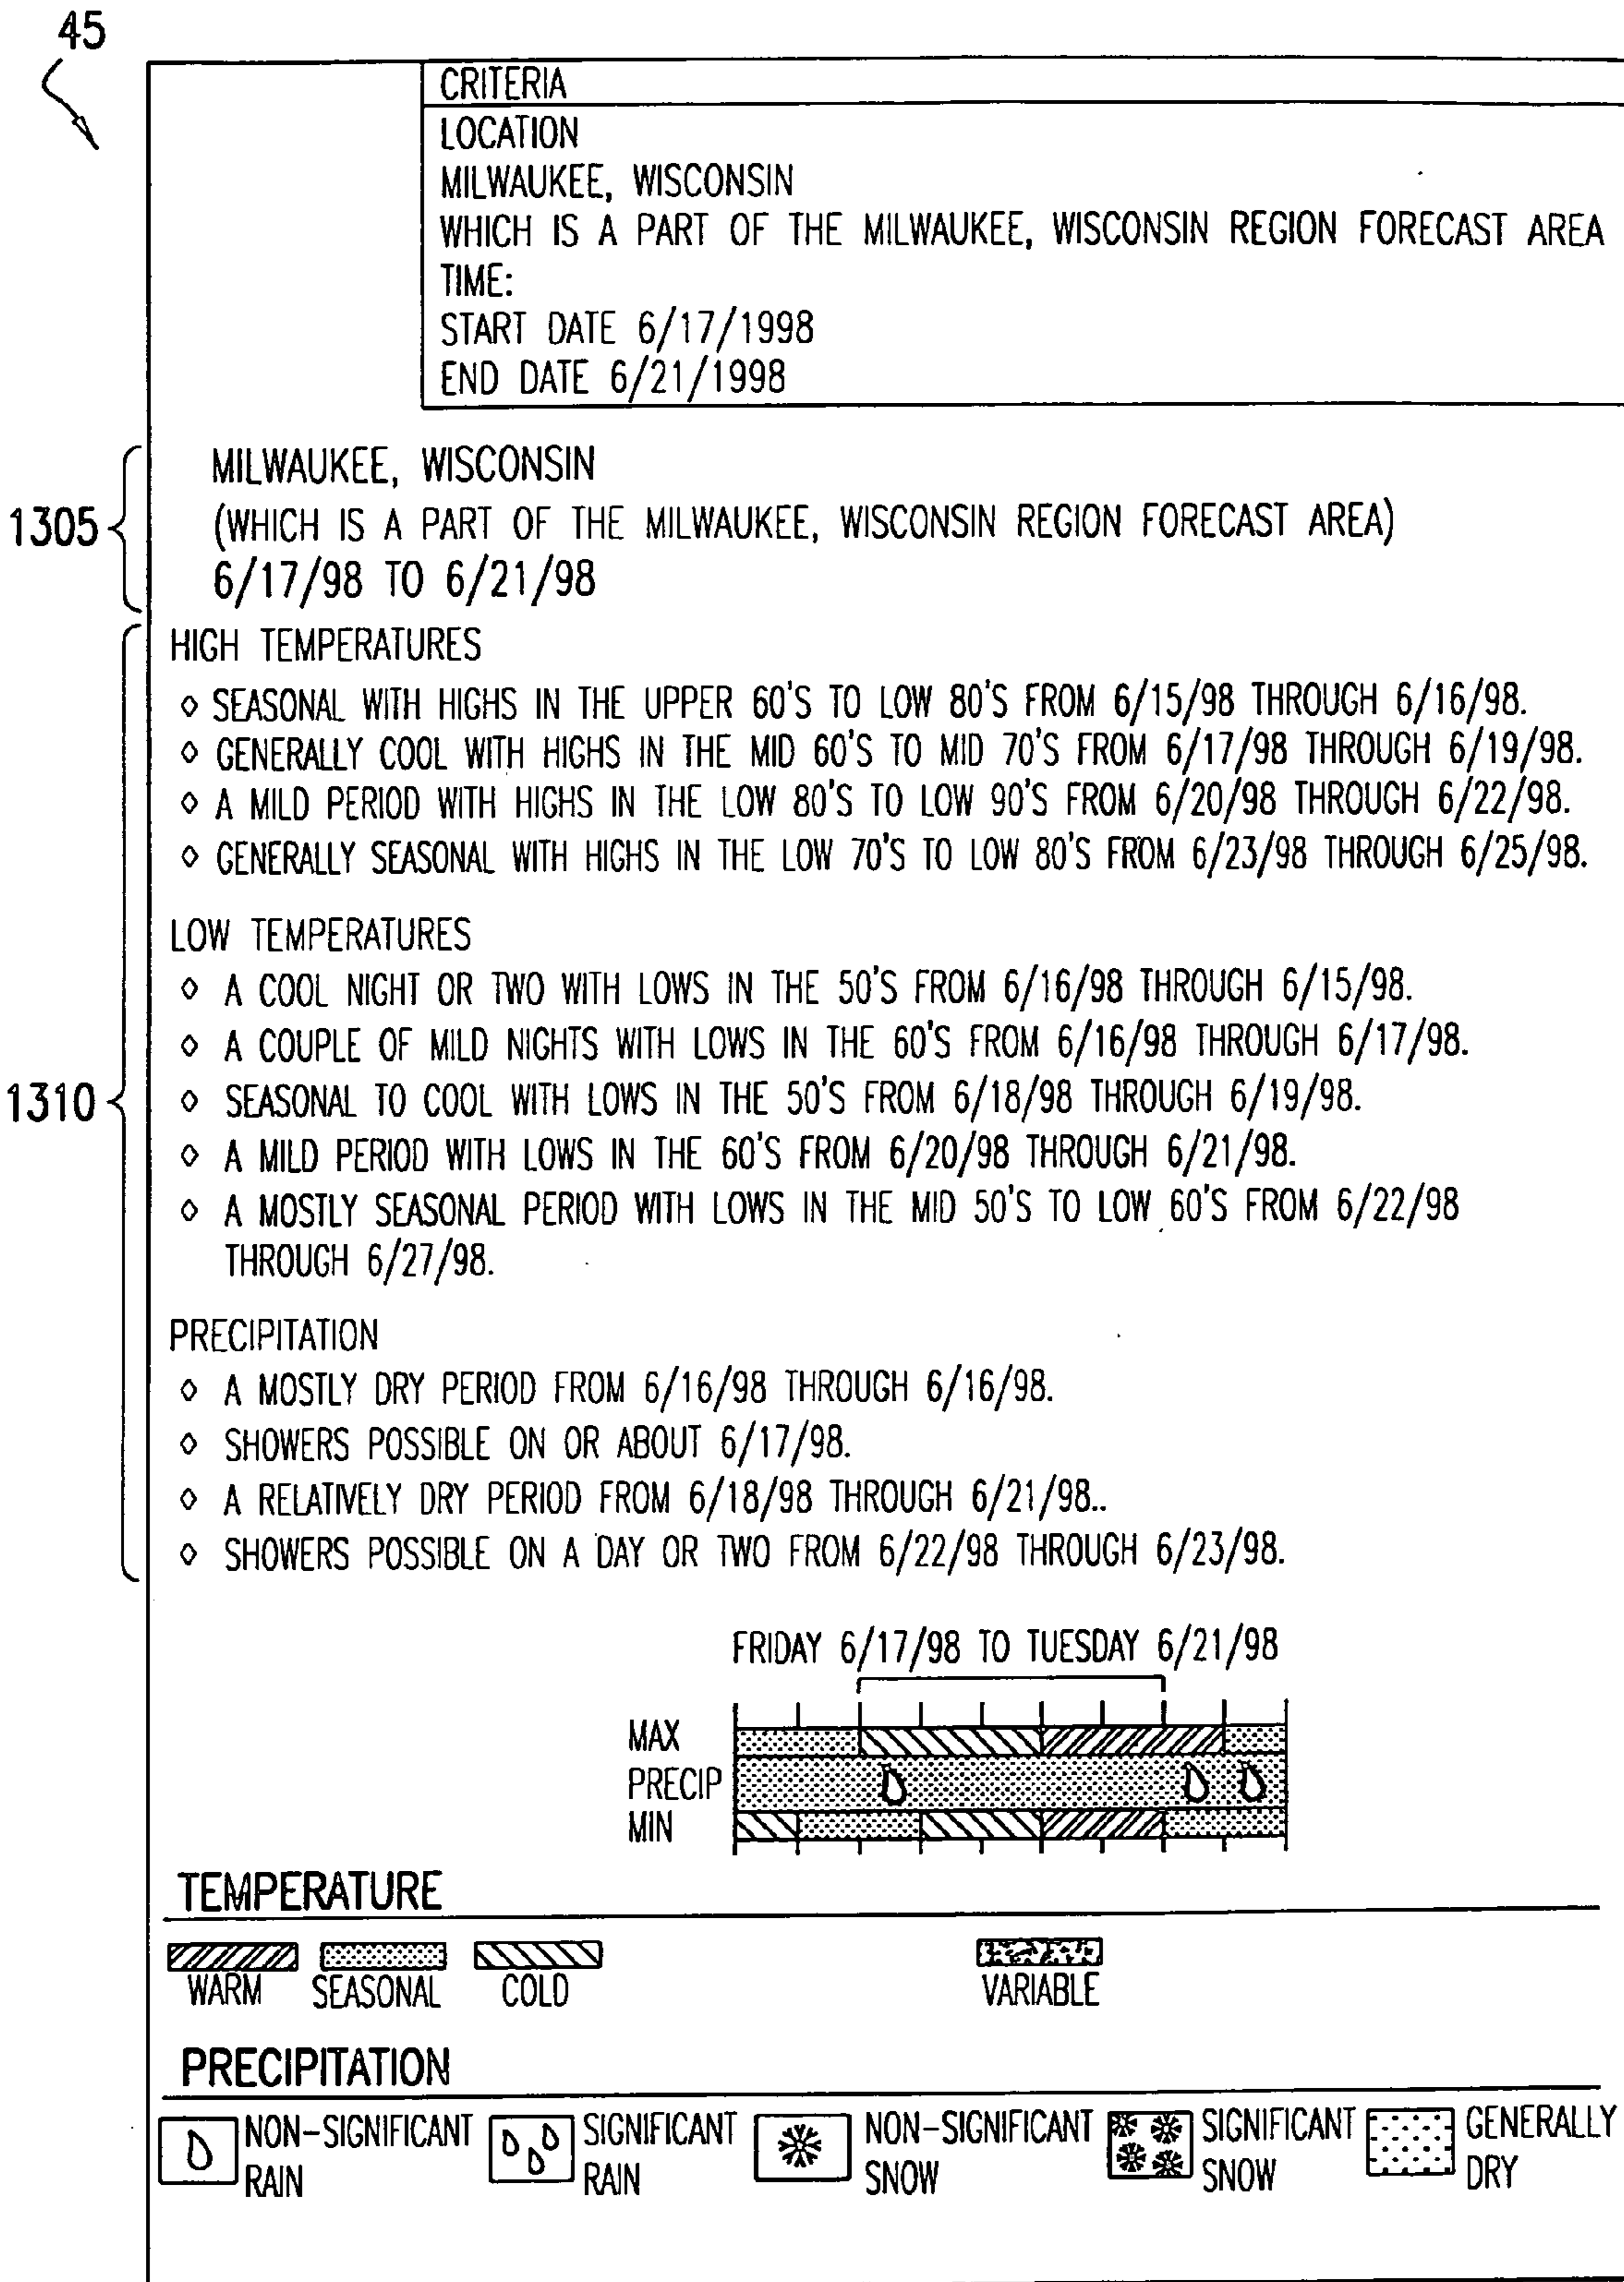 45
CRITERIA
LOCATION
MILWAUKEE, WISCONSIN
WHICH IS A PART OF THE MILWAUKEE, WISCONSIN REGION FORECAST AREA
TIME:
START DATE 6/17/1998
END DATE 6/21/1998
1305
MILWAUKEE, WISCONSIN
(WHICH IS A PART OF THE MILWAUKEE, WISCONSIN REGION FORECAST AREA)
6/17/98 TO 6/21/98
1310
HIGH TEMPERATURES
◇ SEASONAL WITH HIGHS IN THE UPPER 60'S TO LOW 80'S FROM 6/15/98 THROUGH 6/16/98.
◇ GENERALLY COOL WITH HIGHS IN THE MID 60'S TO MID 70'S FROM 6/17/98 THROUGH 6/19/98.
◇ A MILD PERIOD WITH HIGHS IN THE LOW 80'S TO LOW 90'S FROM 6/20/98 THROUGH 6/22/98.
◇ GENERALLY SEASONAL WITH HIGHS IN THE LOW 70'S TO LOW 80'S FROM 6/23/98 THROUGH 6/25/98.
LOW TEMPERATURES
◇ A COOL NIGHT OR TWO WITH LOWS IN THE 50'S FROM 6/16/98 THROUGH 6/15/98.
◇ A COUPLE OF MILD NIGHTS WITH LOWS IN THE 60'S FROM 6/16/98 THROUGH 6/17/98.
◇ SEASONAL TO COOL WITH LOWS IN THE 50'S FROM 6/18/98 THROUGH 6/19/98.
◇ A MILD PERIOD WITH LOWS IN THE 60'S FROM 6/20/98 THROUGH 6/21/98.
◇ A MOSTLY SEASONAL PERIOD WITH LOWS IN THE MID 50'S TO LOW 60'S FROM 6/22/98
THROUGH 6/27/98.
PRECIPITATION
◇ A MOSTLY DRY PERIOD FROM 6/16/98 THROUGH 6/16/98.
◇ SHOWERS POSSIBLE ON OR ABOUT 6/17/98.
◇ A RELATIVELY DRY PERIOD FROM 6/18/98 THROUGH 6/21/98..
◇ SHOWERS POSSIBLE ON A DAY OR TWO FROM 6/22/98 THROUGH 6/23/98.
FRIDAY 6/17/98 TO TUESDAY 6/21/98
MAX
PRECIP
MIN
TEMPERATURE
WARM SEASONAL COLD VARIABLE
PRECIPITATION
NON-SIGNIFICANT SIGNIFICANT NON-SIGNIFICANT SIGNIFICANT GENERALLY
RAIN RAIN SNOW SNOW DRY